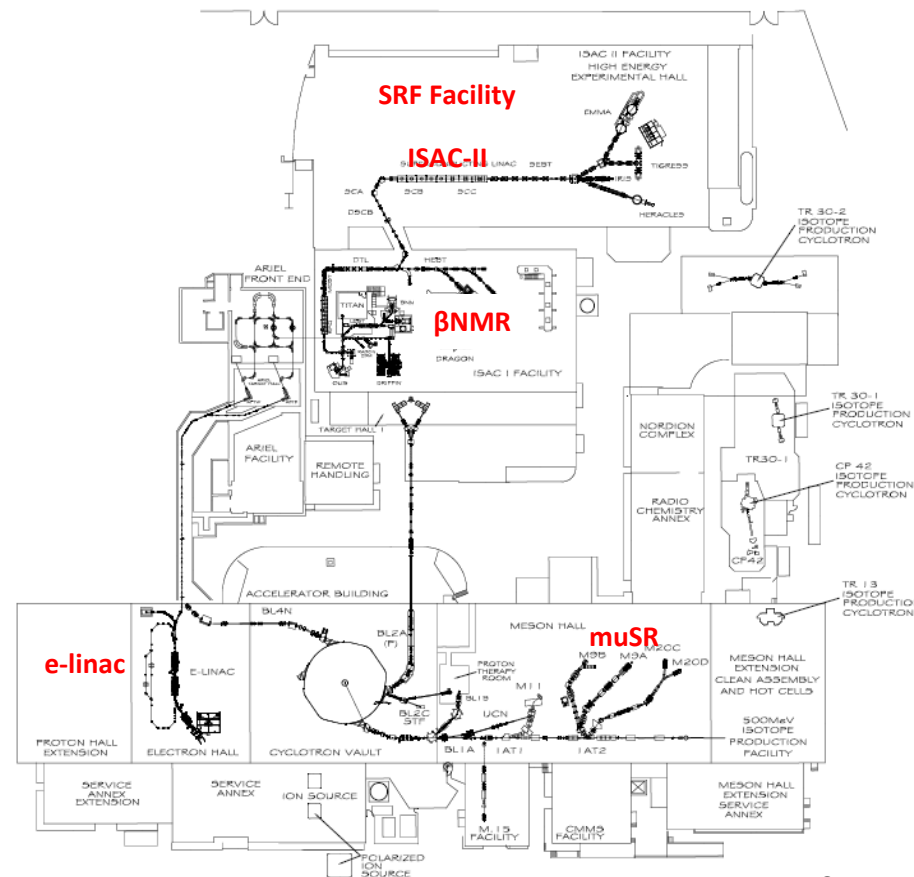 ISAC II FACILITY
HIGH ENERGY
EXPERIMENTAL HALL
SRF Facility
EMMA
ISAC-II
LINAC
SEBT
TIGRESS
IRIS
SCA
SCB
SCC
DSCB
HERACLES
TR 30-2
ISOTOPE
PRODUCTION
CYCLOTRON
ARIEL
FRONT END
DTL
HEBT
TITAN
βNMR
DRAGON
GRIFFIN
ISAC I FACILITY
TARGET HALL 1
ARIEL
FACILITY
REMOTE
HANDLING
NORDION
COMPLEX
TR 30-1
ISOTOPE
PRODUCTION
CYCLOTRON
TR30-1
CP 42
ISOTOPE
PRODUCTION
CYCLOTRON
RADIO
CHEMISTRY
ANNEX
CP42
TR 13
ISOTOPE
PRODUCTION
CYCLOTRON
ACCELERATOR BUILDING
BL4N
BL2A
(P)
MESON HALL
muSR
M9B
M9A
M20C
M20D
e-linac
E-LINAC
PROTON
THERAPY
ROOM
BL1B
M11
UCN
BL2C
STF
MESON HALL
EXTENSION
CLEAN ASSEMBLY
AND HOT CELLS
500MeV
ISOTOPE
PRODUCTION
FACILITY
PROTON HALL
EXTENSION
ELECTRON HALL
CYCLOTRON VAULT
BL1A
1AT1
1AT2
SERVICE
ANNEX
EXTENSION
SERVICE
ANNEX
ION SOURCE
M.15
FACILITY
CMMS
FACILITY
MESON HALL
EXTENSION
SERVICE
ANNEX
POLARIZED
ION
SOURCE